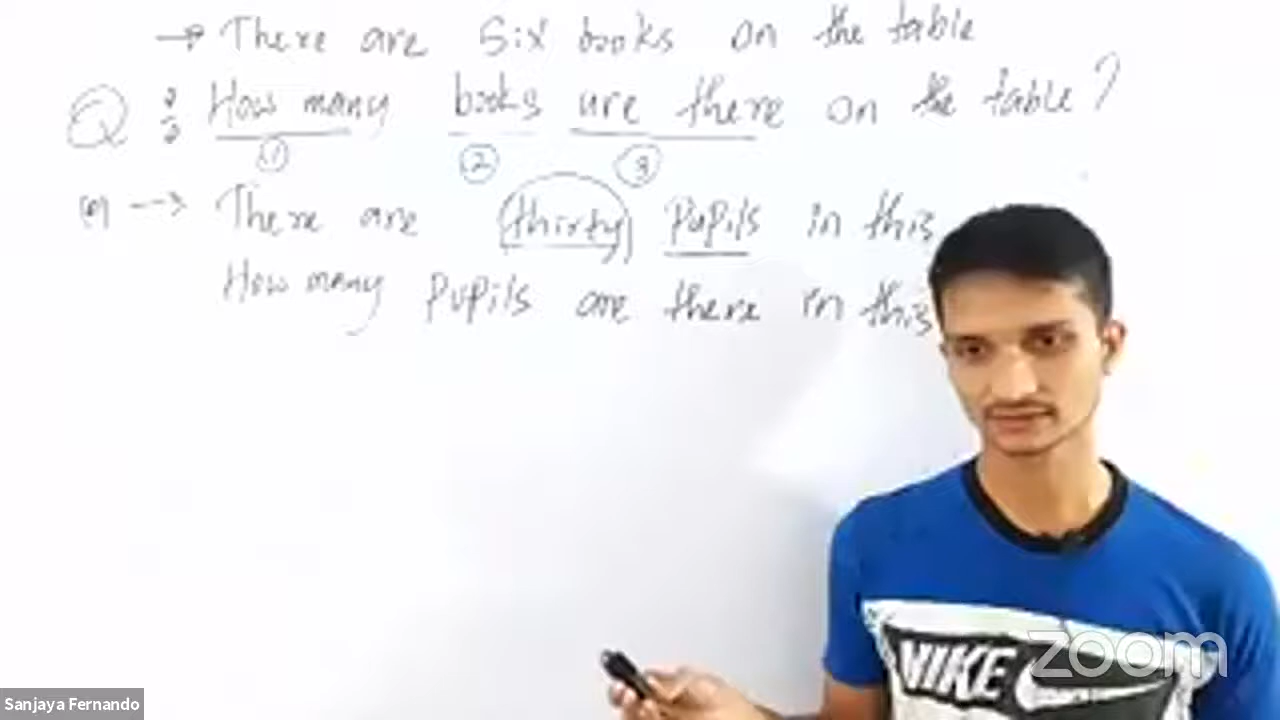 → There are Six books on the table
Q : How many books are there on the table?
① ② ③
→ There are thirty Pupils in this
How many Pupils are there in this
NIKE
zoom
Sanjaya Fernando